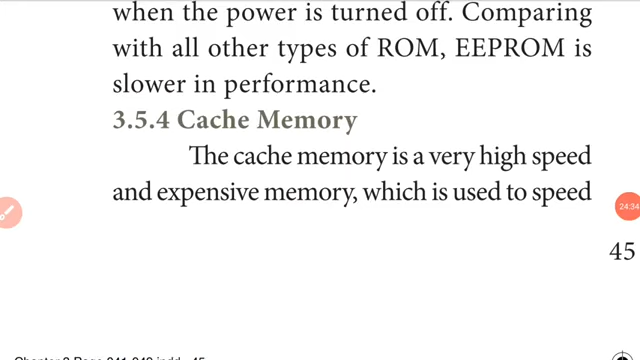 when the power is turned off. Comparing
with all other types of ROM, EEPROM is
slower in performance.
3.5.4 Cache Memory
The cache memory is a very high speed
and expensive memory, which is used to speed
24:34
45